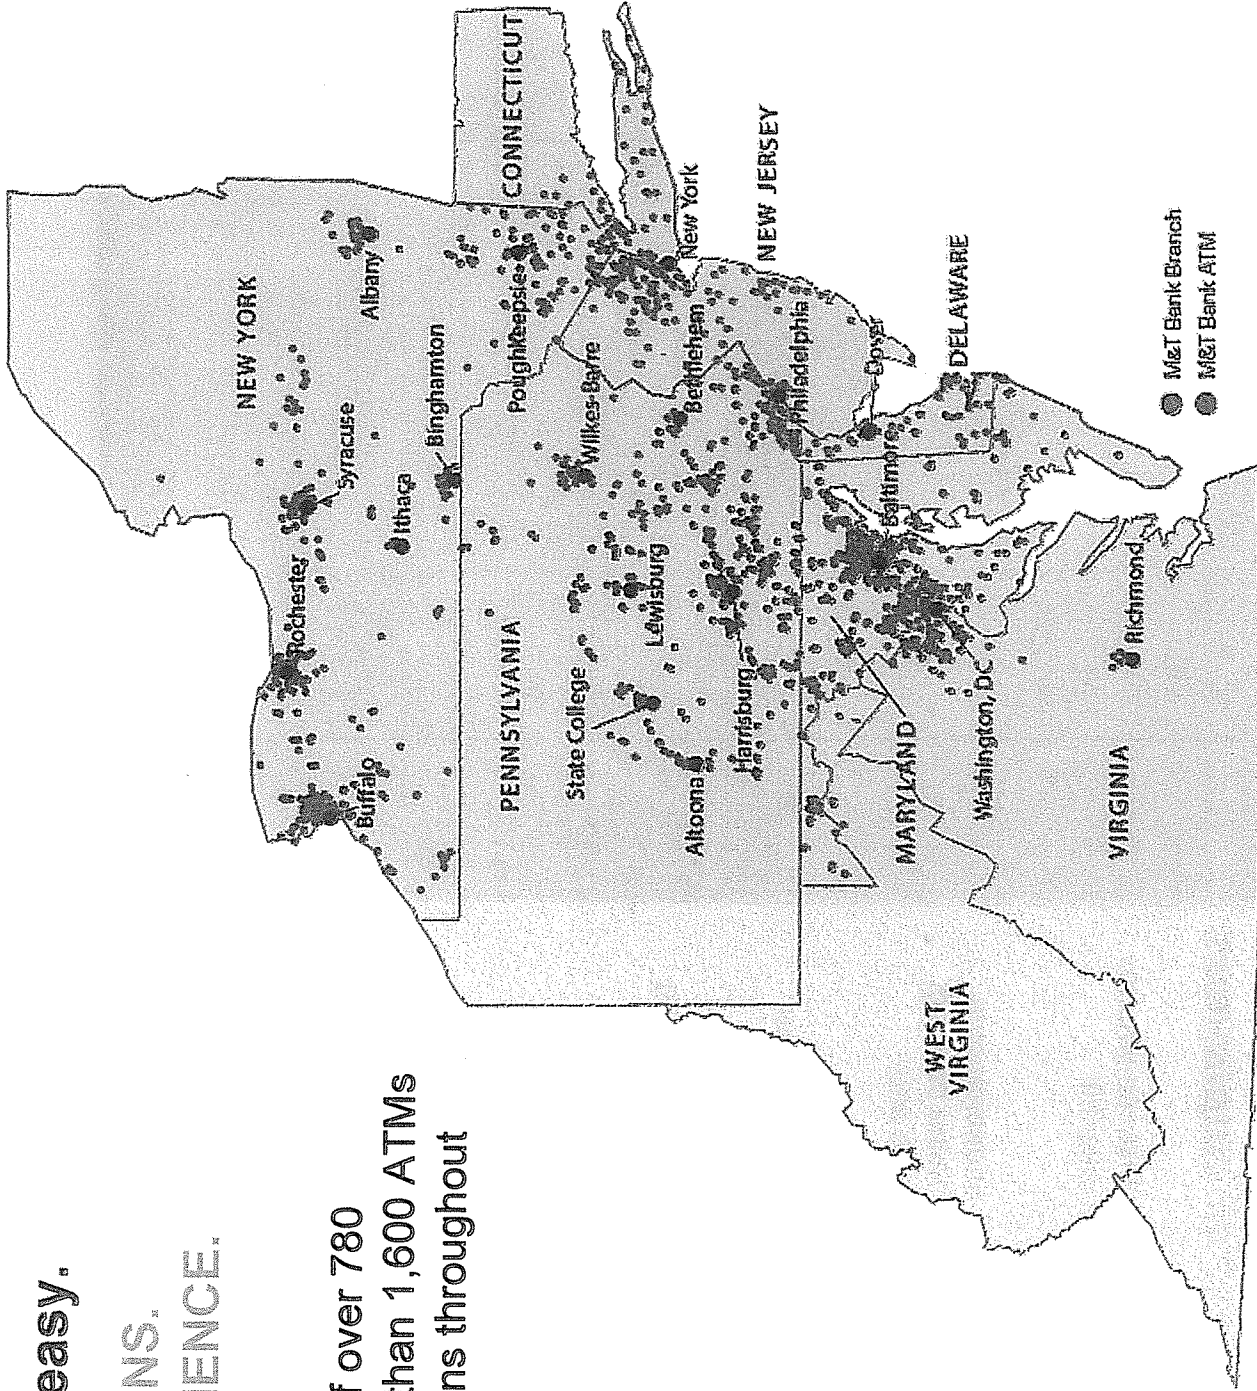 easy.
NS.
IENCE.
f over 780
than 1,600 ATMs
ns throughout
NEW YORK
Albany
Syracuse
Rochester
Buffalo
Ithaca
Binghamton
CONNECTICUT
Poughkeepsie
PENNSYLVANIA
State College
Wilkes-Barre
Lewisburg
Bethlehem
New York
Altoona
Harrisburg
Philadelphia
NEW JERSEY
Dover
Baltimore
MARYLAND
DELAWARE
Washington, DC
WEST
VIRGINIA
VIRGINIA
Richmond
M&T Bank Branch
M&T Bank ATM